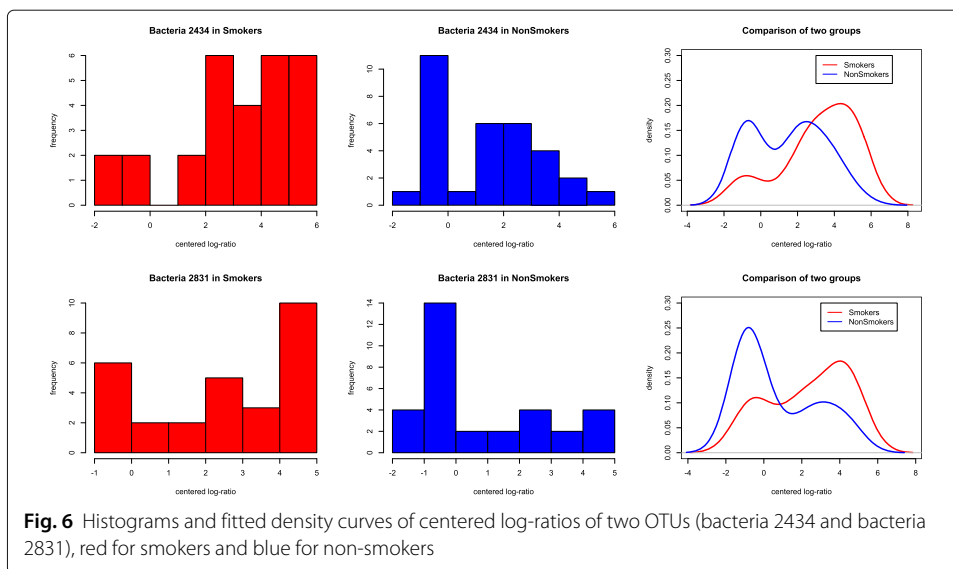 Bacteria 2434 in Smokers
frequency
6
5
4
3
2
1
0
-2 0 2 4 6
centered log-ratio
Bacteria 2434 in NonSmokers
frequency
10
8
6
4
2
0
-2 0 2 4 6
centered log-ratio
Comparison of two groups
Smokers
NonSmokers
density
0.30
0.25
0.20
0.15
0.10
0.05
0.00
-4 -2 0 2 4 6 8
centered log-ratio
Bacteria 2831 in Smokers
frequency
10
8
6
4
2
0
-1 0 1 2 3 4 5
centered log-ratio
Bacteria 2831 in NonSmokers
frequency
14
12
10
8
6
4
2
0
-2 -1 0 1 2 3 4 5
centered log-ratio
Comparison of two groups
Smokers
NonSmokers
density
0.30
0.25
0.20
0.15
0.10
0.05
0.00
-4 -2 0 2 4 6 8
centered log-ratio
Fig. 6 Histograms and fitted density curves of centered log-ratios of two OTUs (bacteria 2434 and bacteria
2831), red for smokers and blue for non-smokers